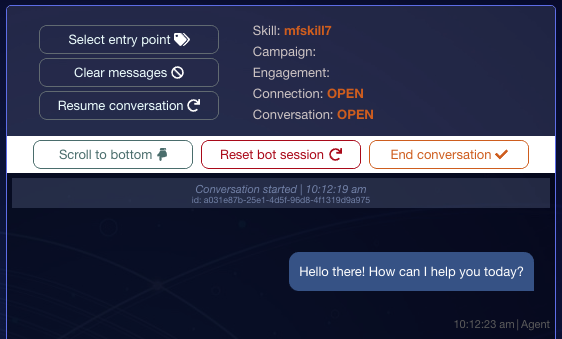 Select entry point
Clear messages
Resume conversation
Skill: mfskill7
Campaign:
Engagement:
Connection: OPEN
Conversation: OPEN
Scroll to bottom
Reset bot session
End conversation
Conversation started | 10:12:19 am
id: a031e87b-25e1-4d5f-96d8-4f1319d9a975
Hello there! How can I help you today?
10:12:23 am | Agent